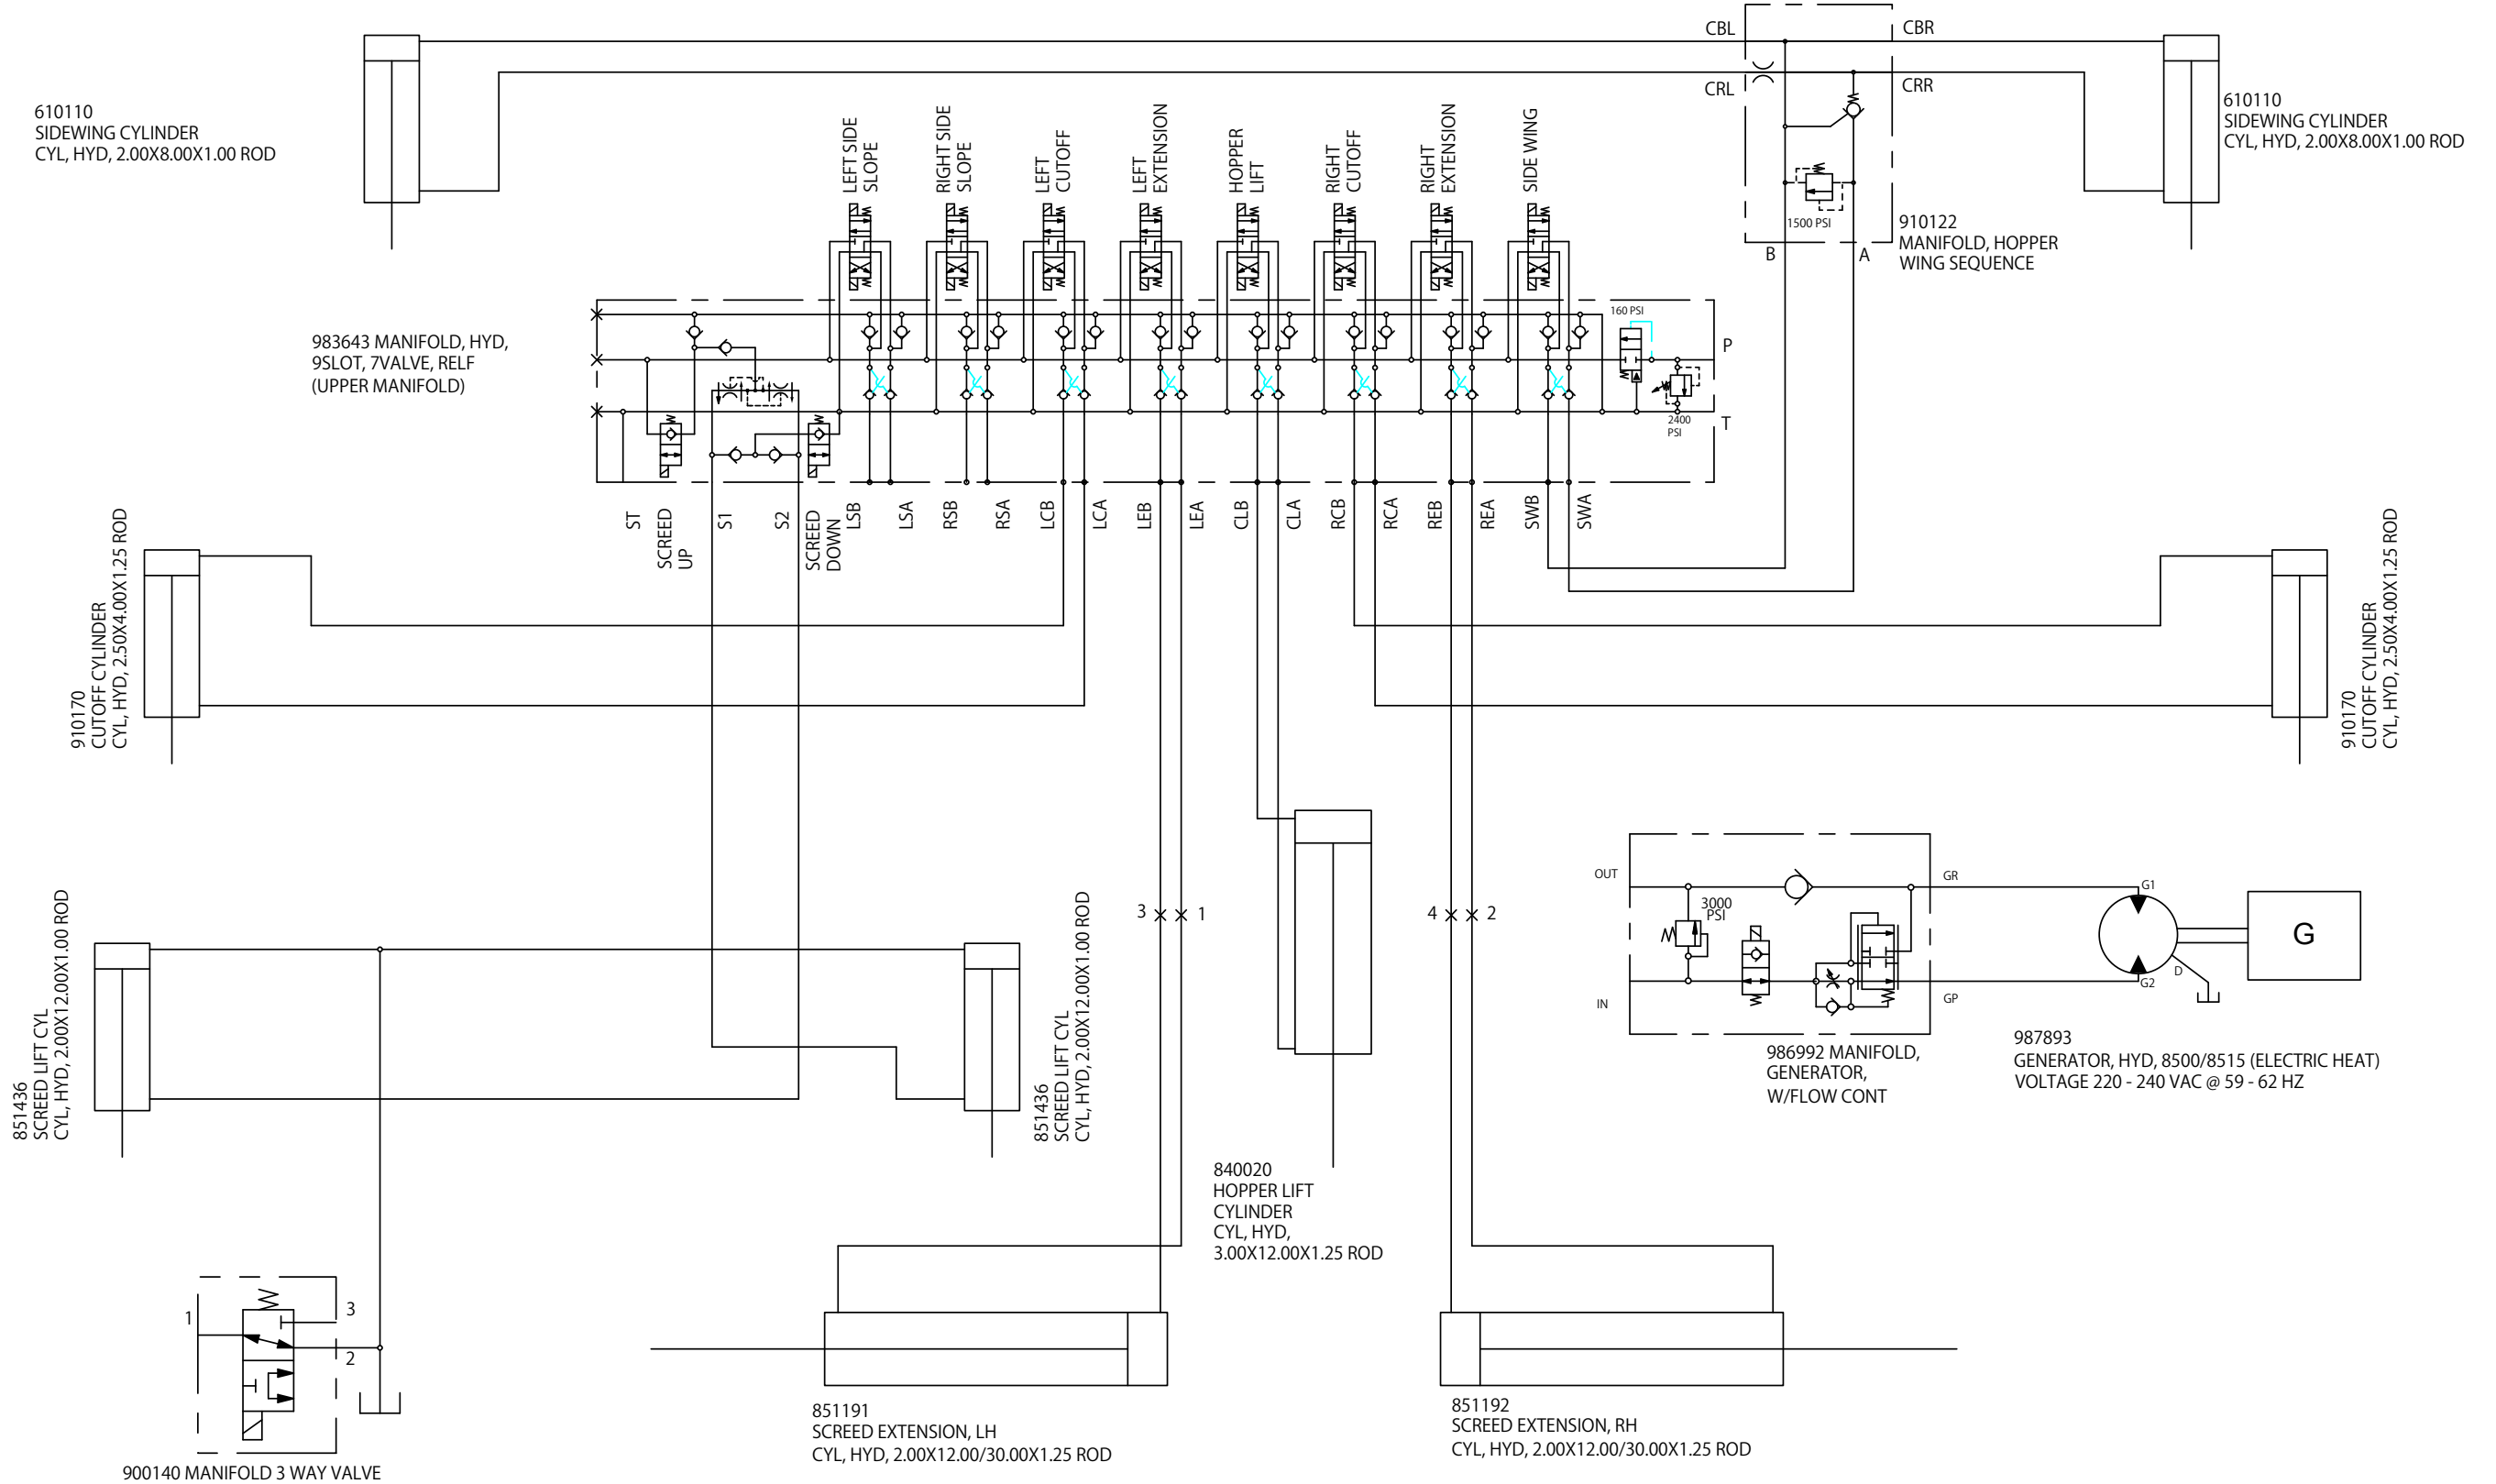 CBL
CBR
CRL
CRR
610110
SIDEWING CYLINDER
CYL, HYD, 2.00X8.00X1.00 ROD
610110
SIDEWING CYLINDER
CYL, HYD, 2.00X8.00X1.00 ROD
LEFT SIDE
SLOPE
RIGHT SIDE
SLOPE
LEFT
CUTOFF
LEFT
EXTENSION
HOPPER
LIFT
RIGHT
CUTOFF
RIGHT
EXTENSION
SIDE WING
1500 PSI
B
A
910122
MANIFOLD, HOPPER
WING SEQUENCE
983643 MANIFOLD, HYD,
9SLOT, 7VALVE, RELF
(UPPER MANIFOLD)
160 PSI
P
2400
PSI
T
ST
SCREED
UP
S1
S2
SCREED
DOWN
LSB
LSA
RSB
RSA
LCB
LCA
LEB
LEA
CLB
CLA
RCB
RCA
REB
REA
SWB
SWA
910170
CUTOFF CYLINDER
CYL, HYD, 2.50X4.00X1.25 ROD
910170
CUTOFF CYLINDER
CYL, HYD, 2.50X4.00X1.25 ROD
851436
SCREED LIFT CYL
CYL, HYD, 2.00X12.00X1.00 ROD
851436
SCREED LIFT CYL
CYL, HYD, 2.00X12.00X1.00 ROD
3
1
4
2
OUT
IN
3000
PSI
GR
GP
G1
G2
D
G
986992 MANIFOLD,
GENERATOR,
W/FLOW CONT
987893
GENERATOR, HYD, 8500/8515 (ELECTRIC HEAT)
VOLTAGE 220 - 240 VAC @ 59 - 62 HZ
840020
HOPPER LIFT
CYLINDER
CYL, HYD,
3.00X12.00X1.25 ROD
1
3
2
900140 MANIFOLD 3 WAY VALVE
851191
SCREED EXTENSION, LH
CYL, HYD, 2.00X12.00/30.00X1.25 ROD
851192
SCREED EXTENSION, RH
CYL, HYD, 2.00X12.00/30.00X1.25 ROD